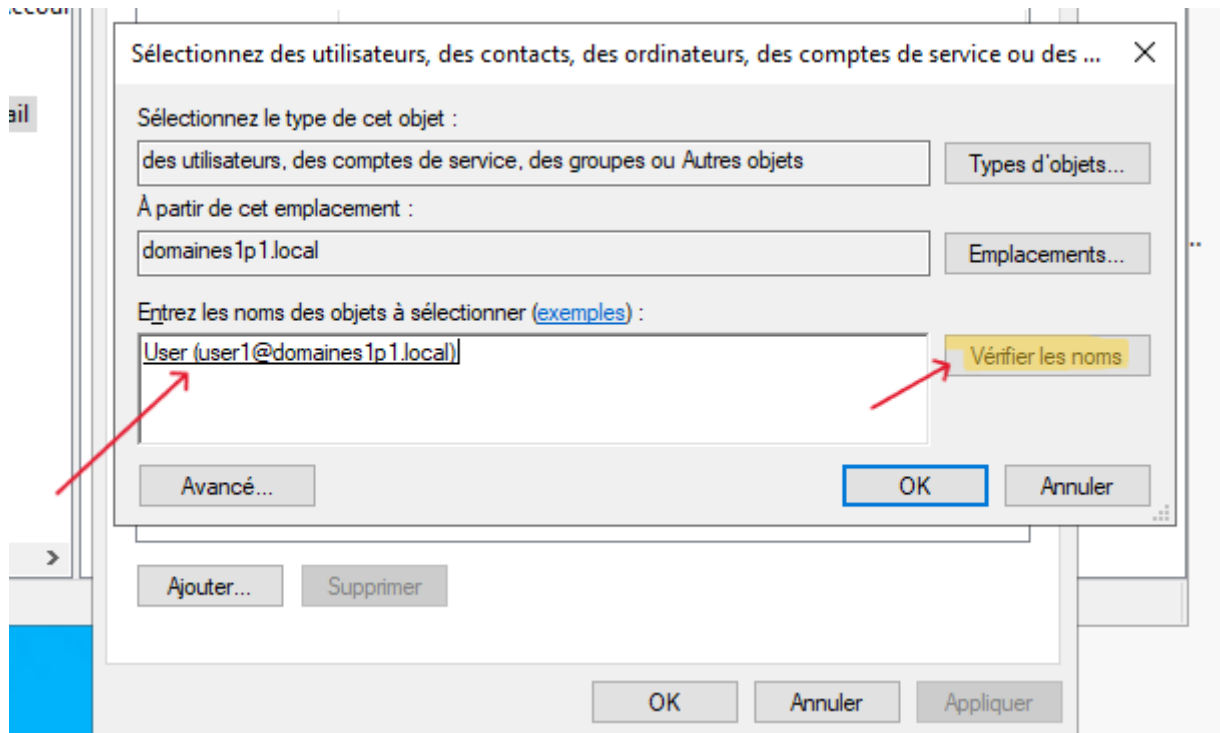 Sélectionnez des utilisateurs, des contacts, des ordinateurs, des comptes de service ou des ...
ail
Sélectionnez le type de cet objet :
des utilisateurs, des comptes de service, des groupes ou Autres objets
Types d'objets...
À partir de cet emplacement :
domaines1p1.local
Emplacements...
Entrez les noms des objets à sélectionner (exemples) :
User (user1@domaines1p1.local)
Vérifier les noms
Avancé...
OK
Annuler
Ajouter...
Supprimer
OK
Annuler
Appliquer